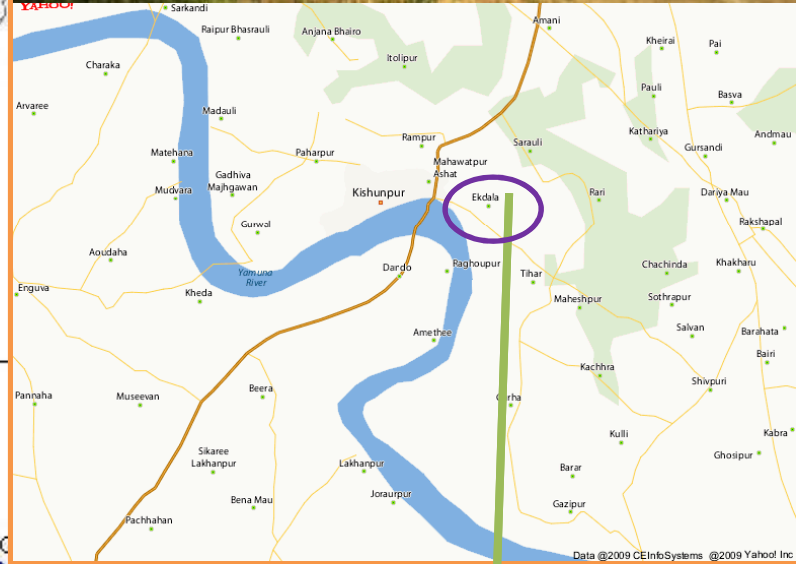 YAHOO!
Sarkandi
Amani
Raipur Bhasrauli
Anjana Bhairo
Kheirai
Pai
Itolipur
Charaka
Pauli
Basva
Arvaree
Madauli
Kathariya
Andmau
Rampur
Sarauli
Gursandi
Matehana
Paharpur
Mahawatpur
Ashat
Gadhiva
Majhgawan
Mudvara
Kishunpur
Ekdala
Rari
Dariya Mau
Gurwal
Rakshapal
Aoudaha
Yamuna
River
Dando
Raghoupur
Tihar
Chachinda
Khakharu
Enguva
Kheda
Maheshpur
Sothrapur
Amethee
Salvan
Barahata
Bairi
Kachhra
Shivpuri
Pannaha
Museevan
Beera
Kulli
Kabra
Sikaree
Lakhanpur
Lakhanpur
Barar
Ghosipur
Bena Mau
Joraurpur
Gazipur
Pachhahan
Data @2009 CEInfoSystems @2009 Yahoo! Inc